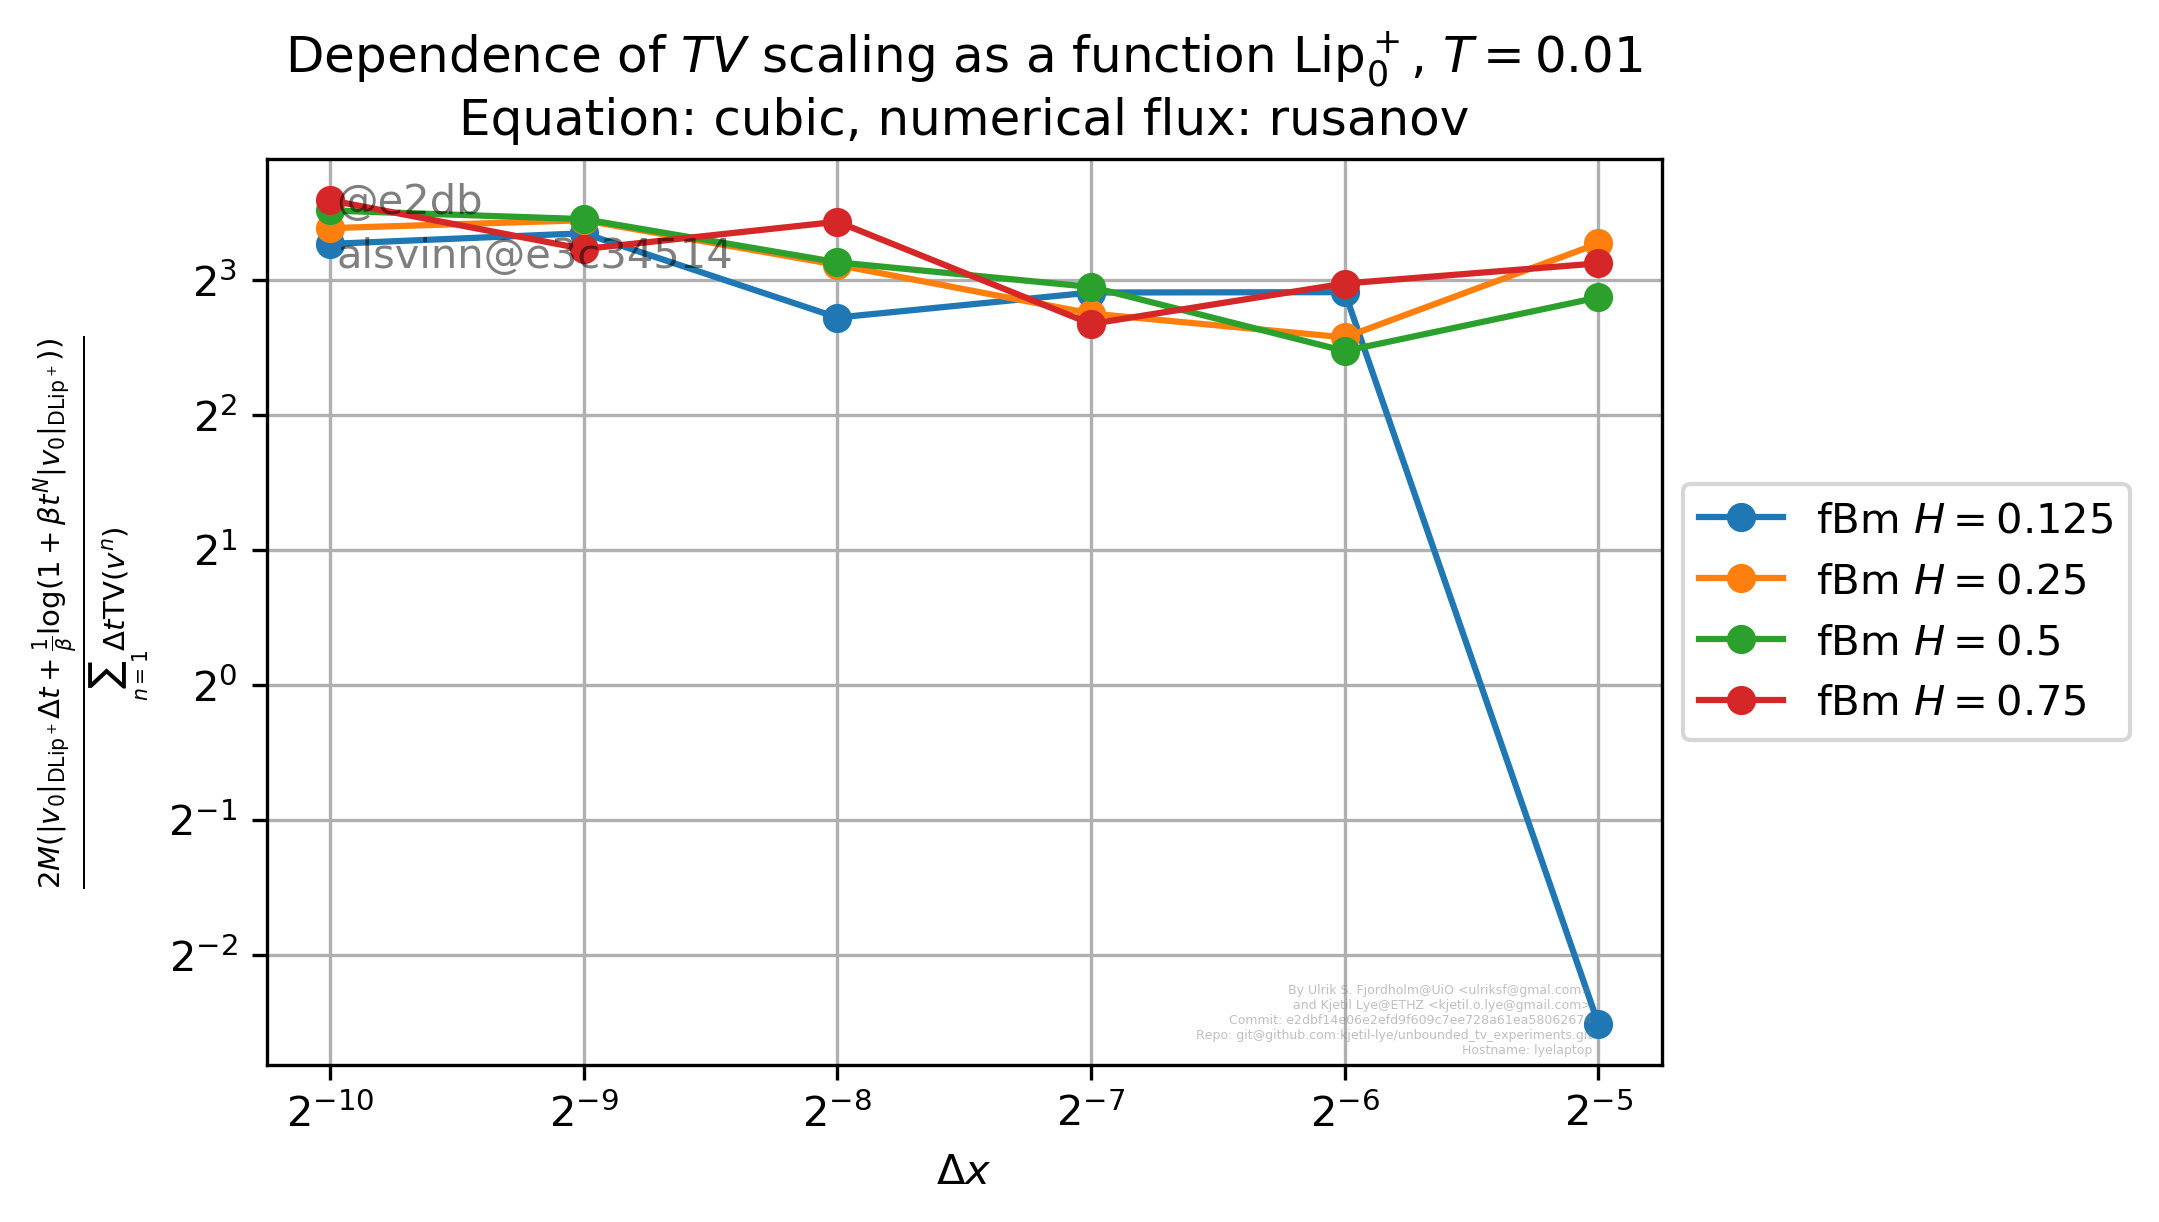 Dependence of TV scaling as a function Lip₀⁺, T = 0.01
Equation: cubic, numerical flux: rusanov
@e2db
alsvinn@e3c34514
2³
2²
2¹
2⁰
2⁻¹
2⁻²
2M(|v₀|_{DLip⁺}Δt + 1/β log(1 + βt^N|v₀|_{DLip⁺}))
∑_{n=1} ΔtTV(vⁿ)
fBm H = 0.125
fBm H = 0.25
fBm H = 0.5
fBm H = 0.75
By Ulrik S. Fjordholm@UiO <ulriksf@gmal.com>
and Kjetil Lye@ETHZ <kjetil.o.lye@gmail.com>
Repo: git@github.com:kjetil-lye/unbounded_tv_experiments.git
Hostname: lyelaptop
2⁻¹⁰ 2⁻⁹ 2⁻⁸ 2⁻⁷ 2⁻⁶ 2⁻⁵
Δx